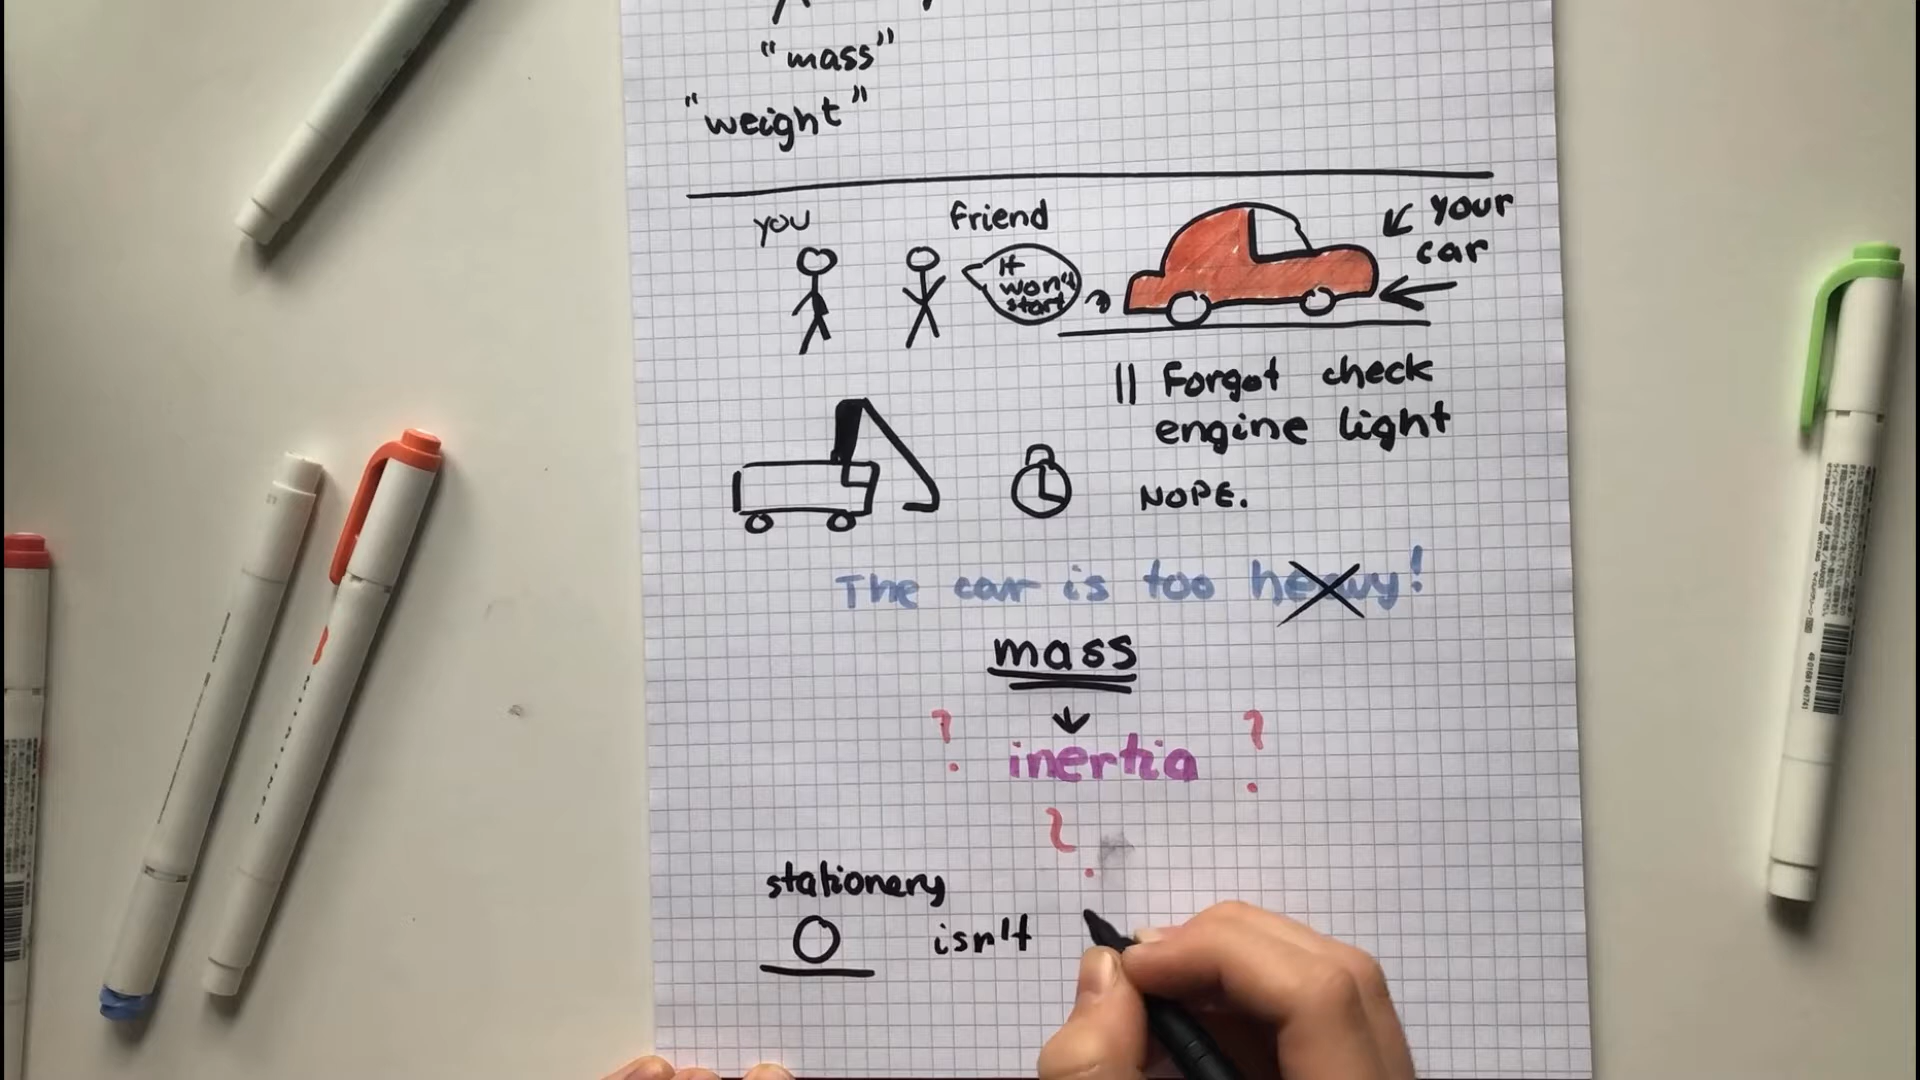 "mass"
"weight"
you
friend
It
won't
start
your
car
|| Forgot check
engine light
NOPE.
The car is too heavy!
mass
? ?
inertia
?
stationery
isn't